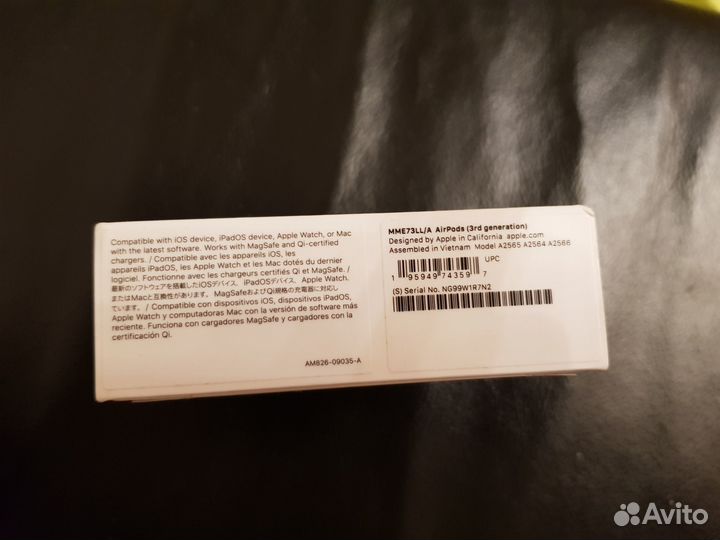 Compatible with iOS device, iPadOS device, Apple Watch, or Mac
with the latest software. Works with MagSafe and Qi-certified
chargers. / Compatible avec les appareils iOS, les
appareils iPadOS, les Apple Watch et les Mac dotés du dernier
logiciel. Fonctionne avec les chargeurs certifiés Qi et MagSafe. /
最新のソフトウェアを搭載したiOSデバイス、iPadOSデバイス、Apple Watch、
またはMacと互換性があります。MagSafeおよびQi規格の充電器に対応し
ています。 / Compatible con dispositivos iOS, dispositivos iPadOS,
Apple Watch y computadoras Mac con la versión de software más
reciente. Funciona con cargadores MagSafe y cargadores con la
certificación Qi.
AM826-09035-A
MME73LL/A AirPods (3rd generation)
Designed by Apple in California apple.com
Assembled in Vietnam Model A2565 A2564 A2566
UPC
1 95949 74359 7
(S) Serial No. NG99W1R7N2
Avito